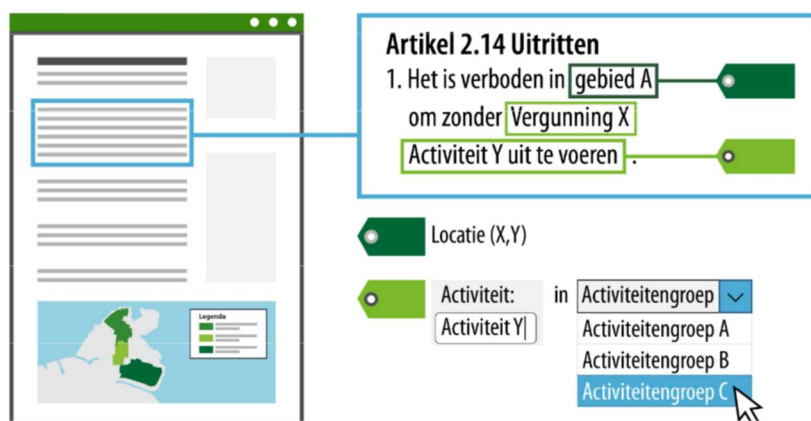 Artikel 2.14 Uitritten
1. Het is verboden in gebied A
om zonder Vergunning X
Activiteit Y uit te voeren .
Locatie (X,Y)
Activiteit: in Activiteitengroep
Activiteit Y
Activiteitengroep A
Activiteitengroep B
Activiteitengroep C
Legenda